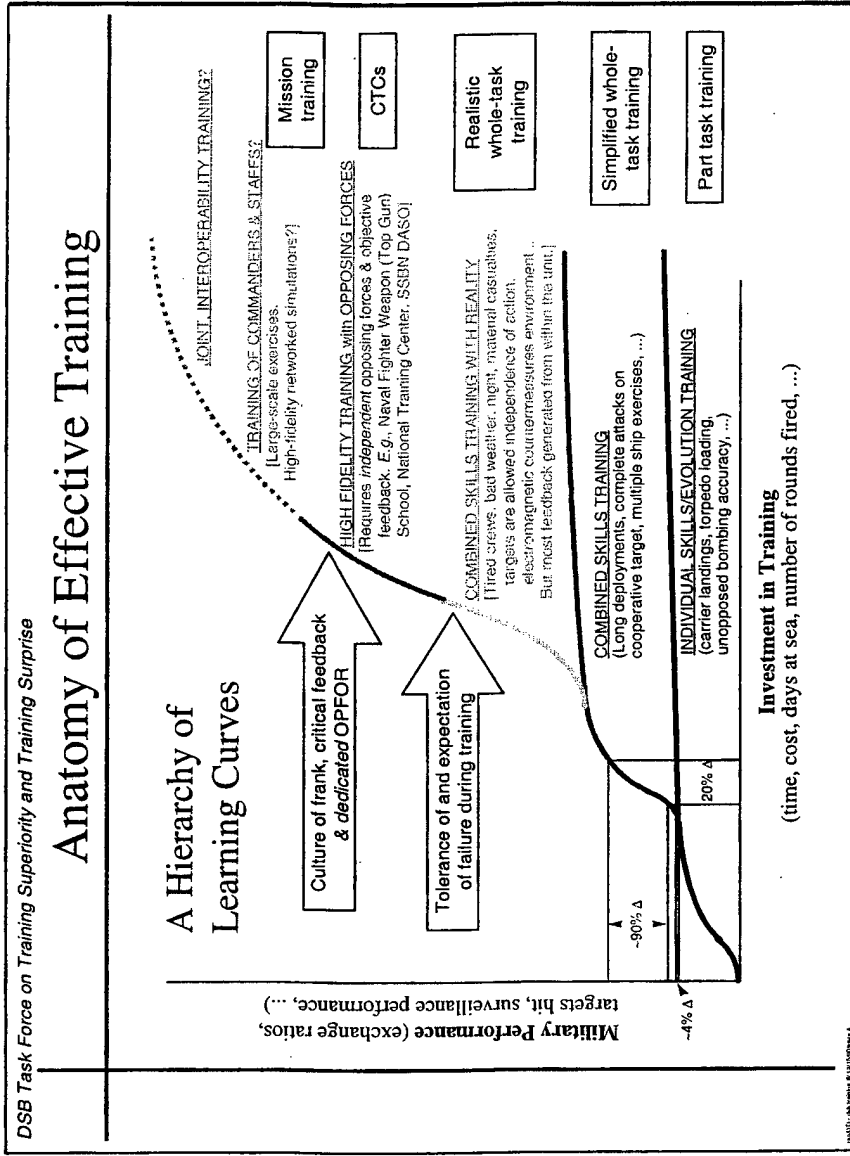 DSB Task Force on Training Superiority and Training Surprise
Anatomy of Effective Training
A Hierarchy of
Learning Curves
Military Performance (exchange ratios,
targets hit, surveillance performance, ...)
Culture of frank, critical feedback
& dedicated OPFOR
Tolerance of and expectation
of failure during training
~90% Δ
~4% Δ
20% Δ
JOINT, INTEROPERABILITY TRAINING?
TRAINING OF COMMANDERS & STAFFS?
[Large-scale exercises.
High-fidelity networked simulations?]
Mission
training
HIGH FIDELITY TRAINING with OPPOSING FORCES
[Requires independent opposing forces & objective
feedback. E.g., Naval Fighter Weapon (Top Gun)
School, National Training Center, SSBN DASO]
CTCs
COMBINED SKILLS TRAINING WITH REALITY
[Tired crews, bad weather, night, material casualties,
targets are allowed independence of action,
electromagnetic countermeasures environment...
But most feedback generated from within the unit.]
Realistic
whole-task
training
COMBINED SKILLS TRAINING
(Long deployments, complete attacks on
cooperative target, multiple ship exercises, ...)
Simplified whole-
task training
INDIVIDUAL SKILLS/EVOLUTION TRAINING
(carrier landings, torpedo loading,
unopposed bombing accuracy, ...)
Part task training
Investment in Training
(time, cost, days at sea, number of rounds fired, ...)